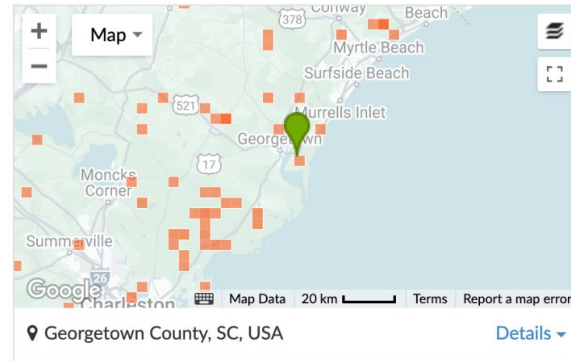 +
Map
−
378
Conway
Beach
Myrtle Beach
Surfside Beach
521
Murrells Inlet
Georgetown
17
Moncks
Corner
Summerville
26
Google
Charleston
Map Data
20 km
Terms
Report a map error
Georgetown County, SC, USA
Details